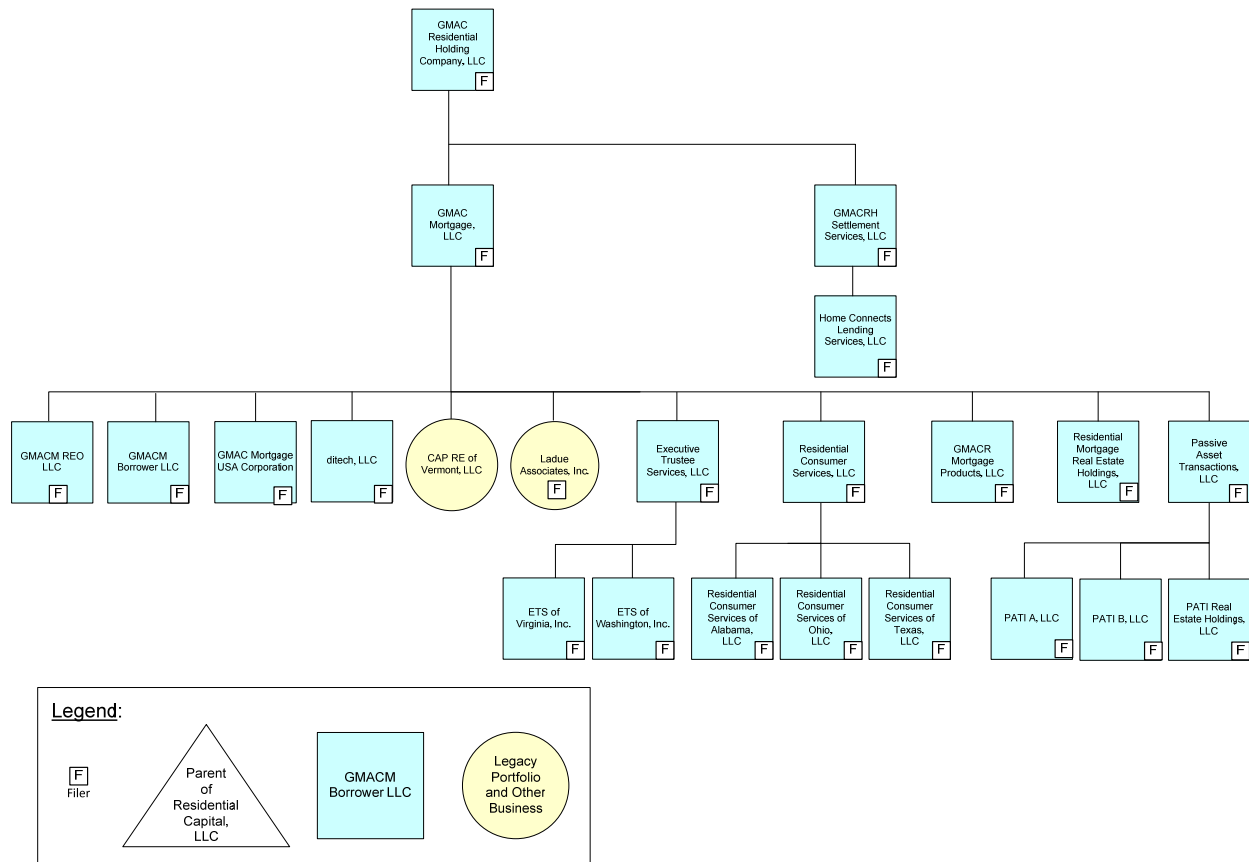 GMAC
Residential
Holding
Company, LLC
F
GMAC
Mortgage,
LLC
F
GMACRH
Settlement
Services, LLC
F
Home Connects
Lending
Services, LLC
F
GMACM REO
LLC
F
GMACM
Borrower LLC
F
GMAC Mortgage
USA Corporation
F
ditech, LLC
F
CAP RE of
Vermont, LLC
Ladue
Associates, Inc.
F
Executive
Trustee
Services, LLC
F
Residential
Consumer
Services, LLC
F
GMACR
Mortgage
Products, LLC
F
Residential
Mortgage
Real Estate
Holdings,
LLC
F
Passive
Asset
Transactions,
LLC
F
ETS of
Virginia, Inc.
F
ETS of
Washington, Inc.
F
Residential
Consumer
Services of
Alabama,
LLC
F
Residential
Consumer
Services of
Ohio,
LLC
F
Residential
Consumer
Services of
Texas,
LLC
F
PATI A, LLC
F
PATI B, LLC
F
PATI Real
Estate Holdings,
LLC
F
Legend:
F
Filer
Parent
of
Residential
Capital,
LLC
GMACM
Borrower LLC
Legacy
Portfolio
and Other
Business